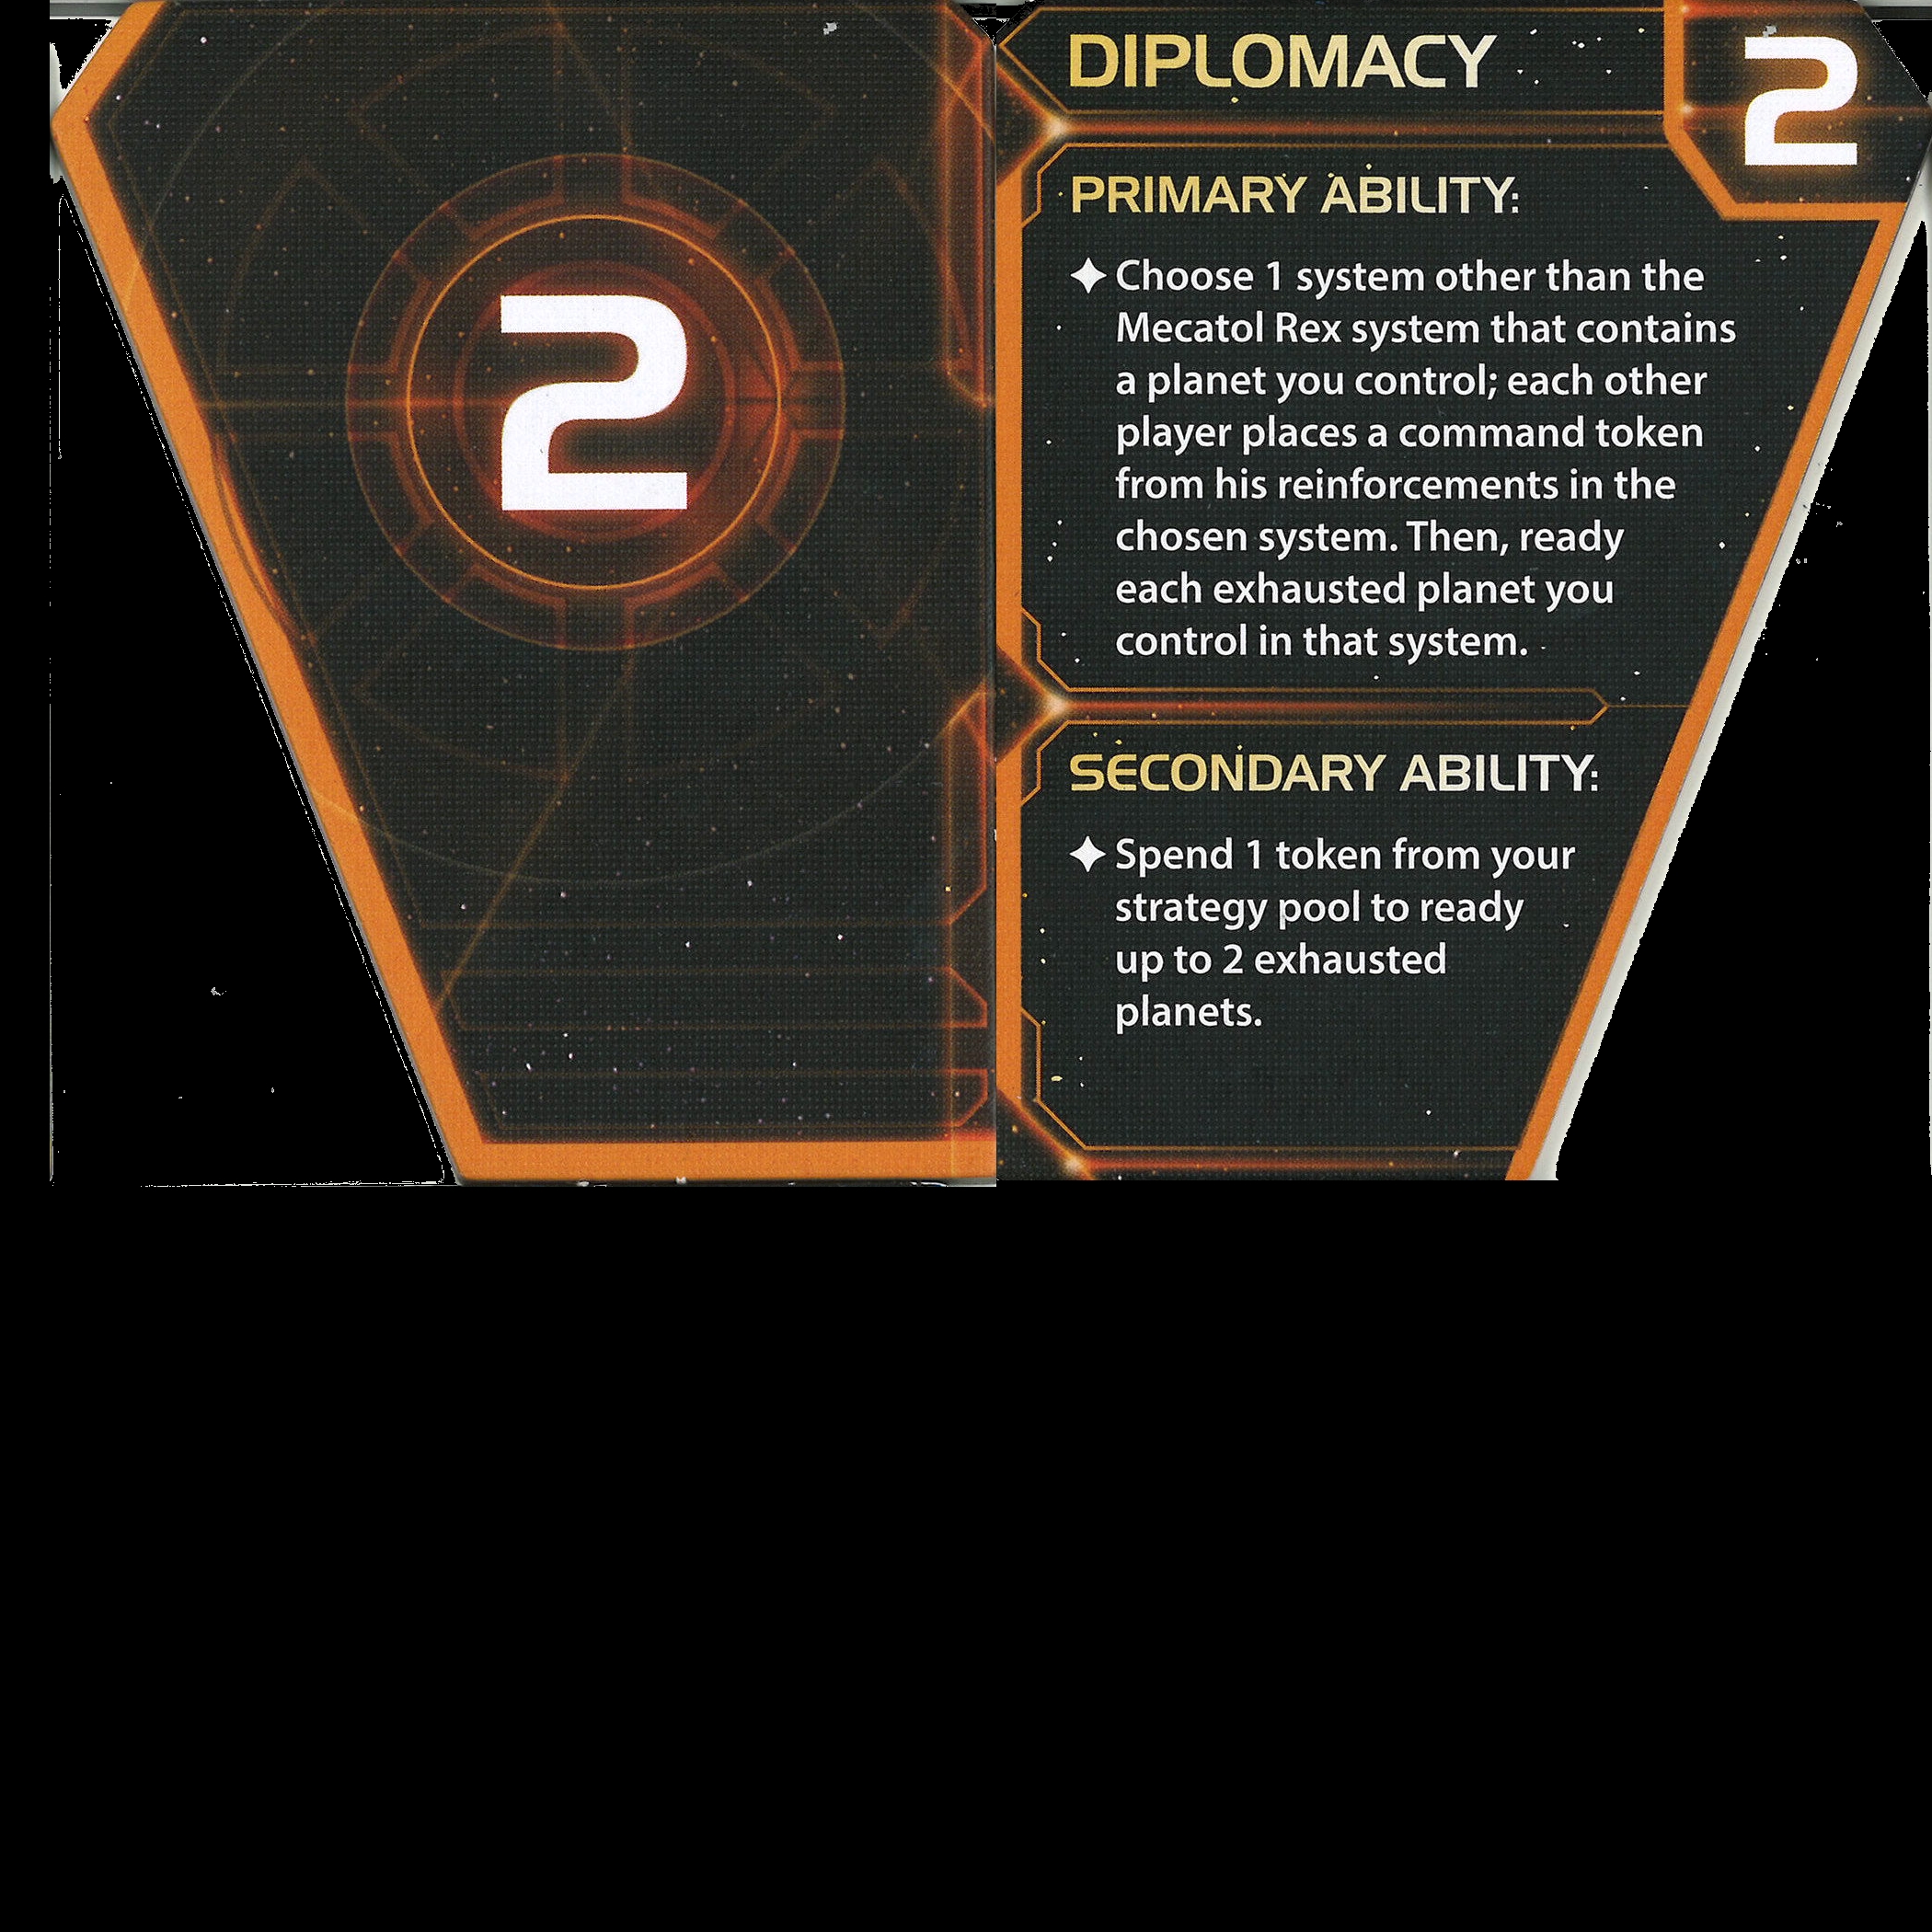 2
DIPLOMACY
2
PRIMARY ABILITY:
Choose 1 system other than the
Mecatol Rex system that contains
a planet you control; each other
player places a command token
from his reinforcements in the
chosen system. Then, ready
each exhausted planet you
control in that system.
SECONDARY ABILITY:
Spend 1 token from your
strategy pool to ready
up to 2 exhausted
planets.